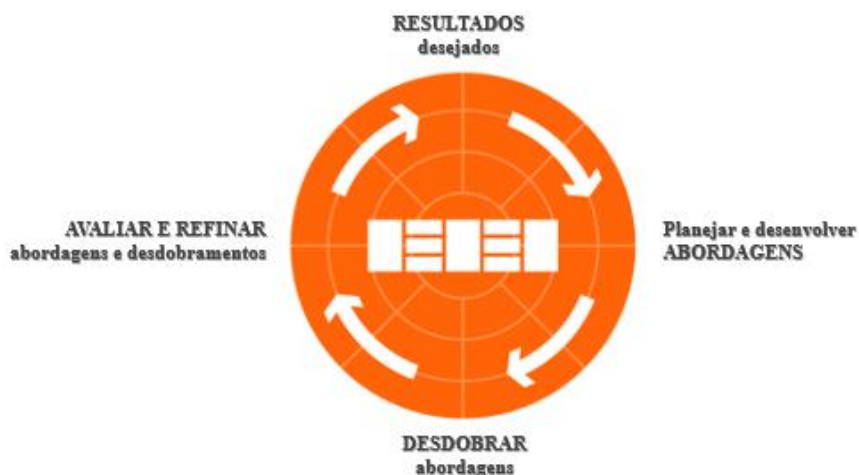 RESULTADOS
desejados
AVALIAR E REFINAR
abordagens e desdobramentos
Planejar e desenvolver
ABORDAGENS
DESDOBRAR
abordagens